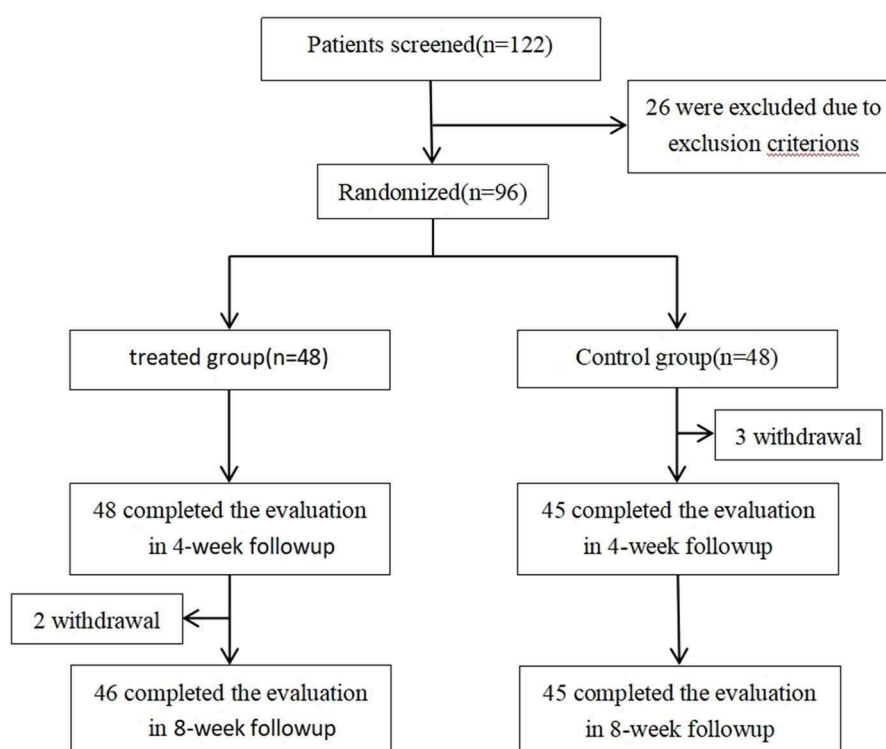 Patients screened(n=122)
26 were excluded due to
exclusion criterions
Randomized(n=96)
treated group(n=48)
Control group(n=48)
3 withdrawal
48 completed the evaluation
in 4-week followup
45 completed the evaluation
in 4-week followup
2 withdrawal
46 completed the evaluation
in 8-week followup
45 completed the evaluation
in 8-week followup